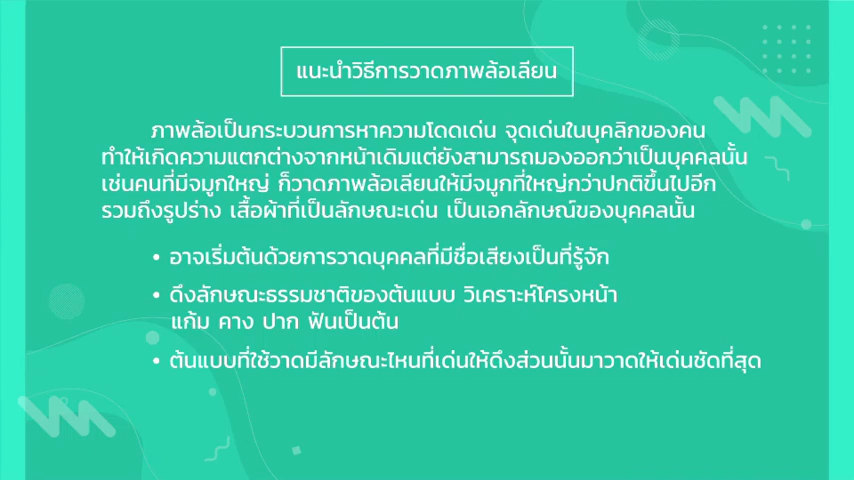 แนะนำวิธีการวาดภาพล้อเลียน
ภาพล้อเป็นกระบวนการหาความโดดเด่น จุดเด่นในบุคลิกของคน
ทำให้เกิดความแตกต่างจากหน้าเดิมแต่ยังสามารถมองออกว่าเป็นบุคคลนั้น
เช่นคนที่มีจมูกใหญ่ ก็วาดภาพล้อเลียนให้มีจมูกที่ใหญ่กว่าปกติขึ้นไปอีก
รวมถึงรูปร่าง เสื้อผ้าที่เป็นลักษณะเด่น เป็นเอกลักษณ์ของบุคคลนั้น
• อาจเริ่มต้นด้วยการวาดบุคคลที่มีชื่อเสียงเป็นที่รู้จัก
• ดึงลักษณะธรรมชาติของต้นแบบ วิเคราะห์โครงหน้า
แก้ม คาง ปาก ฟันเป็นต้น
• ต้นแบบที่ใช้วาดมีลักษณะไหนที่เด่นให้ดึงส่วนนั้นมาวาดให้เด่นชัดที่สุด